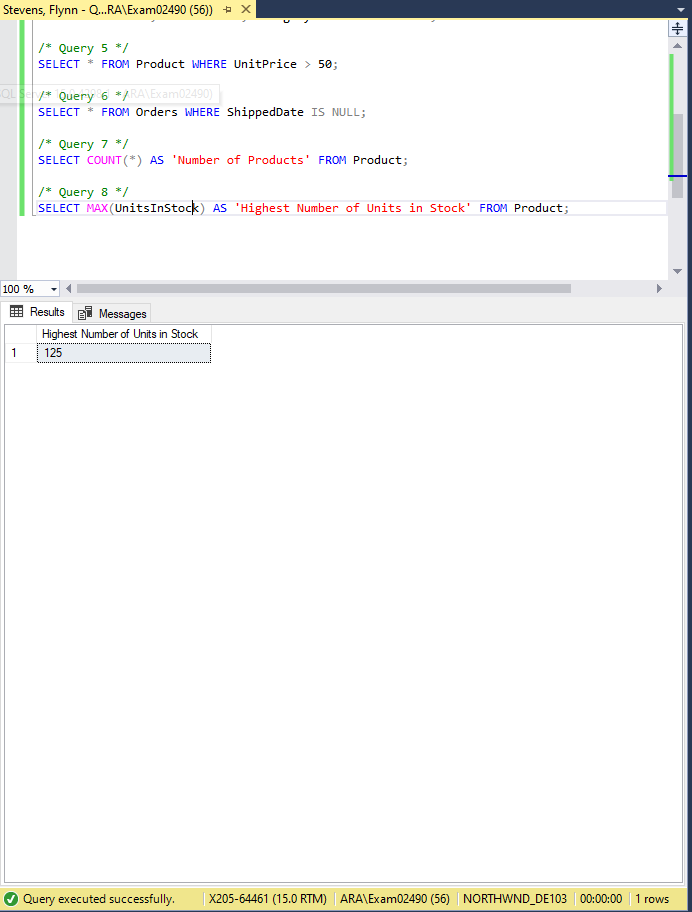 Stevens, Flynn - Q...RA\Exam02490 (56))
/* Query 5 */
SELECT * FROM Product WHERE UnitPrice > 50;
/* Query 6 */
SELECT * FROM Orders WHERE ShippedDate IS NULL;
/* Query 7 */
SELECT COUNT(*) AS 'Number of Products' FROM Product;
/* Query 8 */
SELECT MAX(UnitsInStock) AS 'Highest Number of Units in Stock' FROM Product;
100 %
Results Messages
Highest Number of Units in Stock
1 125
Query executed successfully. X205-64461 (15.0 RTM) ARA\Exam02490 (56) NORTHWND_DE103 00:00:00 1 rows